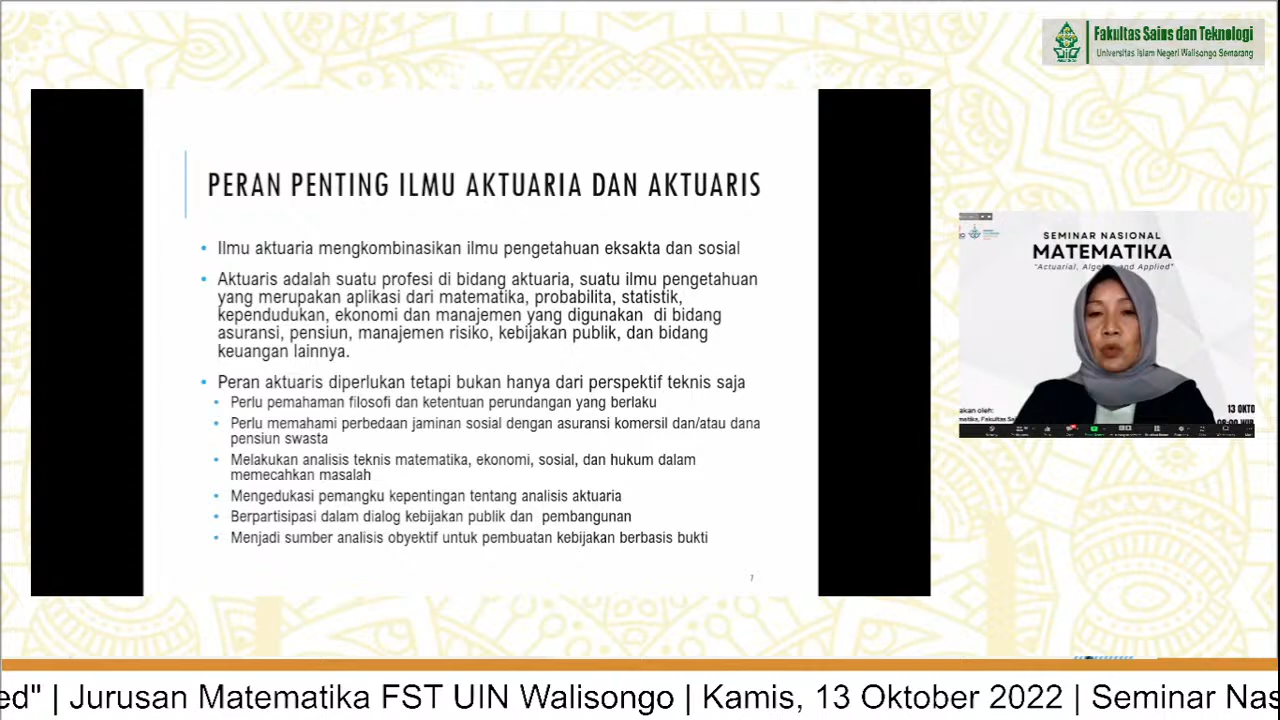 Fakultas Sains dan Teknologi
Universitas Islam Negeri Walisongo Semarang
PERAN PENTING ILMU AKTUARIA DAN AKTUARIS
• Ilmu aktuaria mengkombinasikan ilmu pengetahuan eksakta dan sosial
• Aktuaris adalah suatu profesi di bidang aktuaria, suatu ilmu pengetahuan
yang merupakan aplikasi dari matematika, probabilita, statistik,
kependudukan, ekonomi dan manajemen yang digunakan di bidang
asuransi, pensiun, manajemen risiko, kebijakan publik, dan bidang
keuangan lainnya.
• Peran aktuaris diperlukan tetapi bukan hanya dari perspektif teknis saja
• Perlu pemahaman filosofi dan ketentuan perundangan yang berlaku
• Perlu memahami perbedaan jaminan sosial dengan asuransi komersil dan/atau dana
pensiun swasta
• Melakukan analisis teknis matematika, ekonomi, sosial, dan hukum dalam
memecahkan masalah
• Mengedukasi pemangku kepentingan tentang analisis aktuaria
• Berpartisipasi dalam dialog kebijakan publik dan pembangunan
• Menjadi sumber analisis obyektif untuk pembuatan kebijakan berbasis bukti
7
SEMINAR NASIONAL
MATEMATIKA
"Actuarial, and Applied"
akan oleh:
13 OKTO
ed" | Jurusan Matematika FST UIN Walisongo | Kamis, 13 Oktober 2022 | Seminar Nas